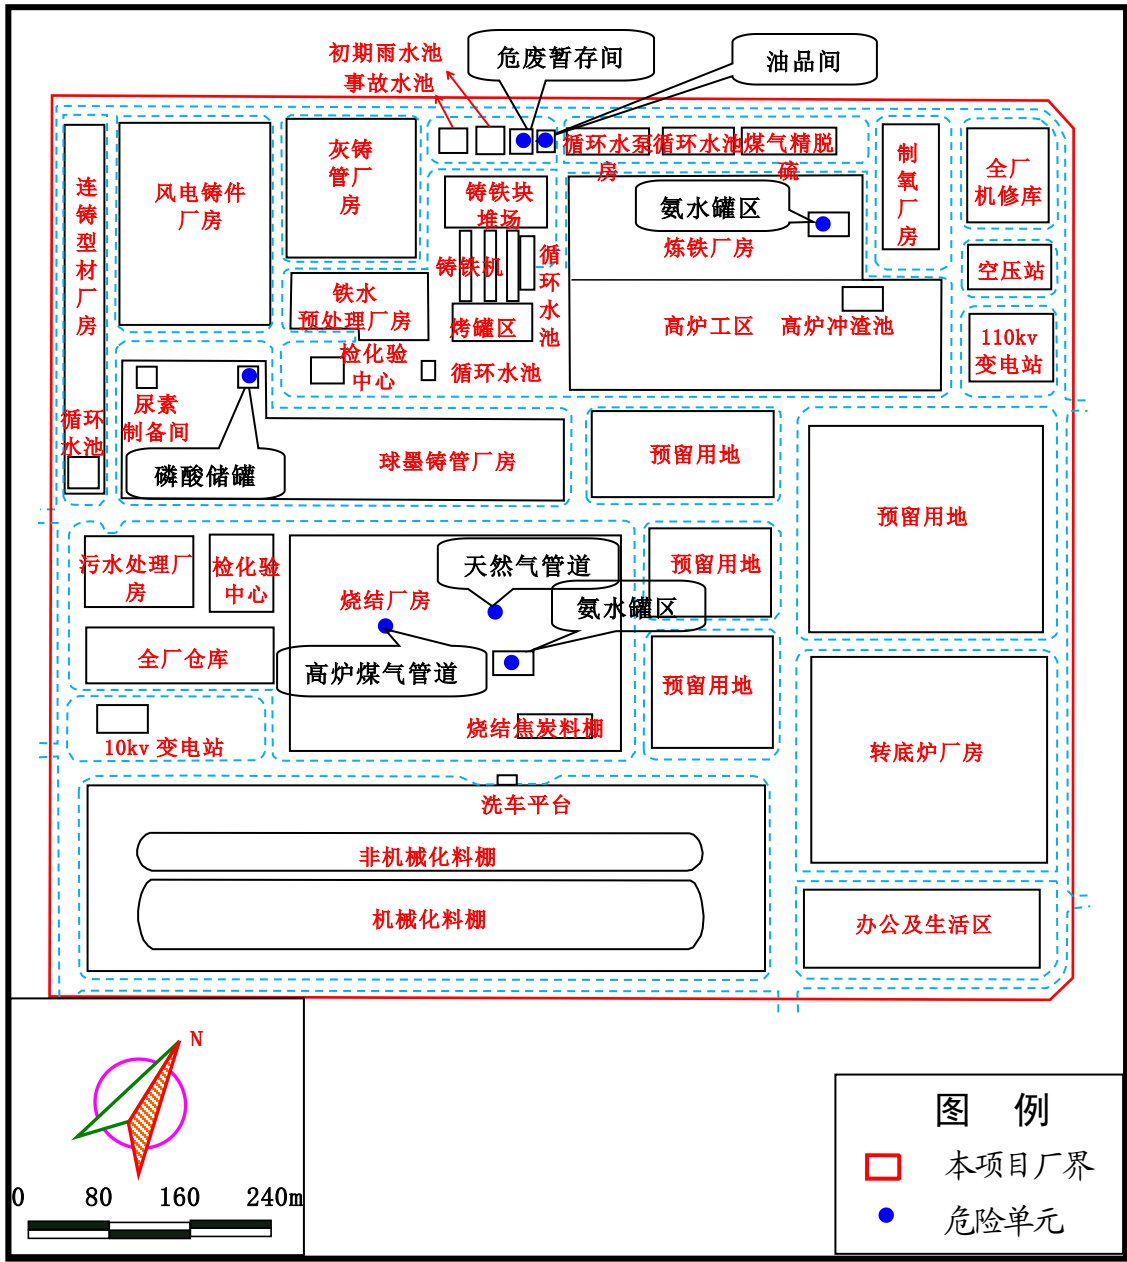 初期雨水池
事故水池
危废暂存间
油品间
循环水泵
房
循环水池
煤气精脱
硫
连
铸
型
材
厂
房
风电铸件
厂房
灰铸
管厂
房
铸铁块
堆场
氨水罐区
炼铁厂房
制
氧
厂
房
全厂
机修库
铸铁机
循
环
水
池
空压站
铁水
预处理厂房
烤罐区
高炉工区
高炉冲渣池
110kv
变电站
检化验
中心
循环水池
循环
水池
尿素
制备间
磷酸储罐
球墨铸管厂房
预留用地
预留用地
污水处理厂
房
检化验
中心
烧结厂房
天然气管道
氨水罐区
预留用地
全厂仓库
高炉煤气管道
预留用地
烧结焦炭料棚
10kv 变电站
转底炉厂房
洗车平台
非机械化料棚
机械化料棚
办公及生活区
N
0 80 160 240m
图 例
本项目厂界
危险单元